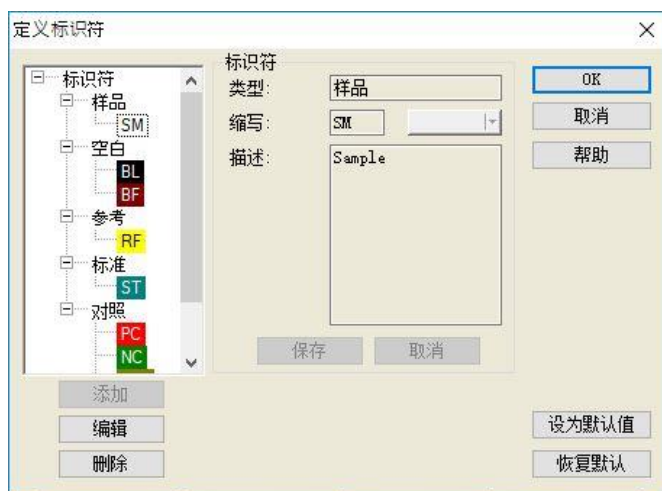 定义标识符
标识符
样品
SM
空白
BL
BF
参考
RF
标准
ST
对照
PC
NC
标识符
类型:
样品
缩写:
SM
描述:
Sample
保存
取消
OK
取消
帮助
添加
编辑
删除
设为默认值
恢复默认